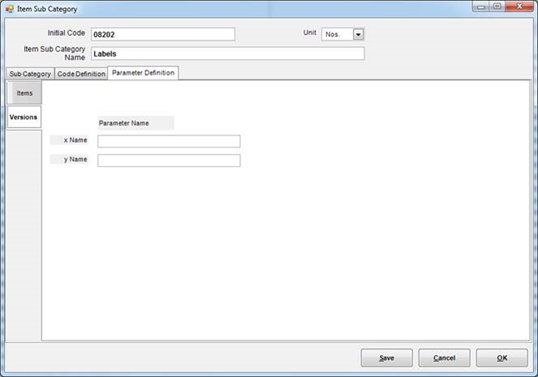 Item Sub Category
Initial Code 08202 Unit Nos.
Item Sub Category Name Labels
Sub Category Code Definition Parameter Definition
Items
Versions
Parameter Name
x Name
y Name
Save Cancel OK